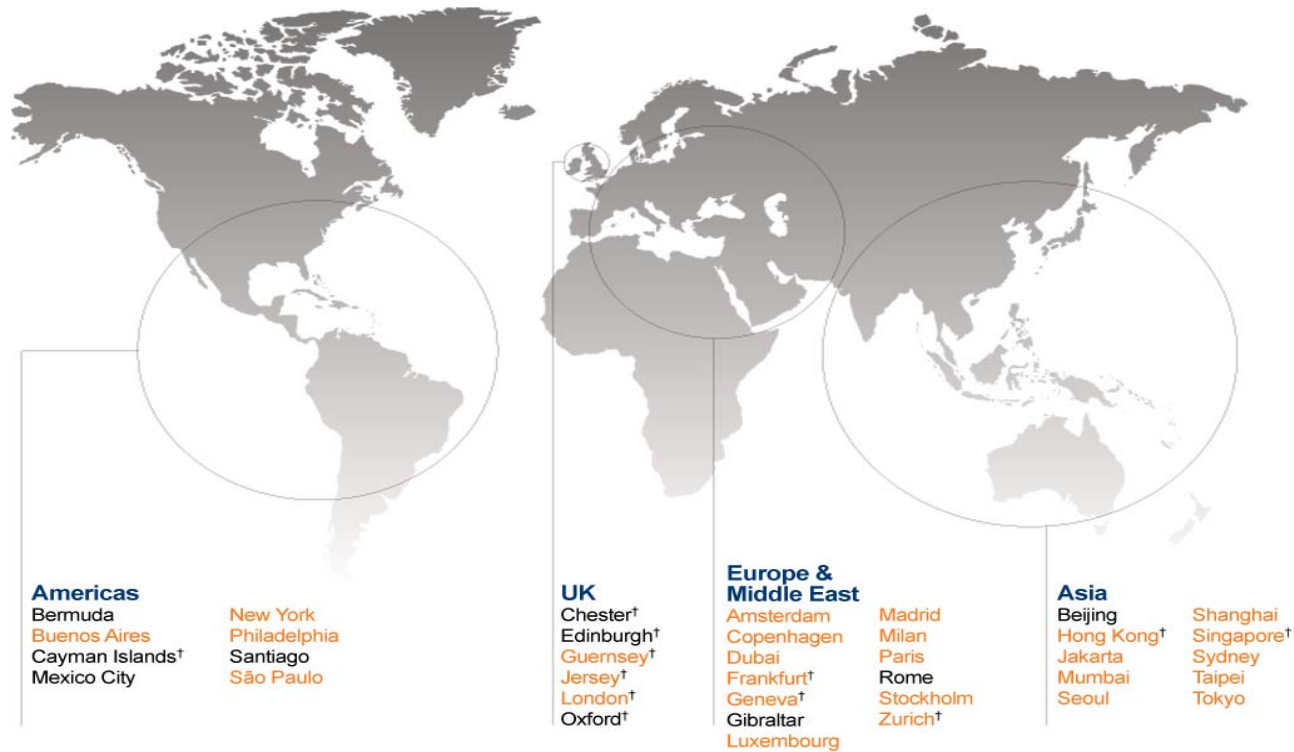 Americas
Bermuda
Buenos Aires
Cayman Islands†
Mexico City
New York
Philadelphia
Santiago
São Paulo
UK
Chester†
Edinburgh†
Guernsey†
Jersey†
London†
Oxford†
Europe &
Middle East
Amsterdam
Copenhagen
Dubai
Frankfurt†
Geneva†
Gibraltar
Luxembourg
Madrid
Milan
Paris
Rome
Stockholm
Zurich†
Asia
Beijing
Hong Kong†
Jakarta
Mumbai
Seoul
Shanghai
Singapore†
Sydney
Taipei
Tokyo